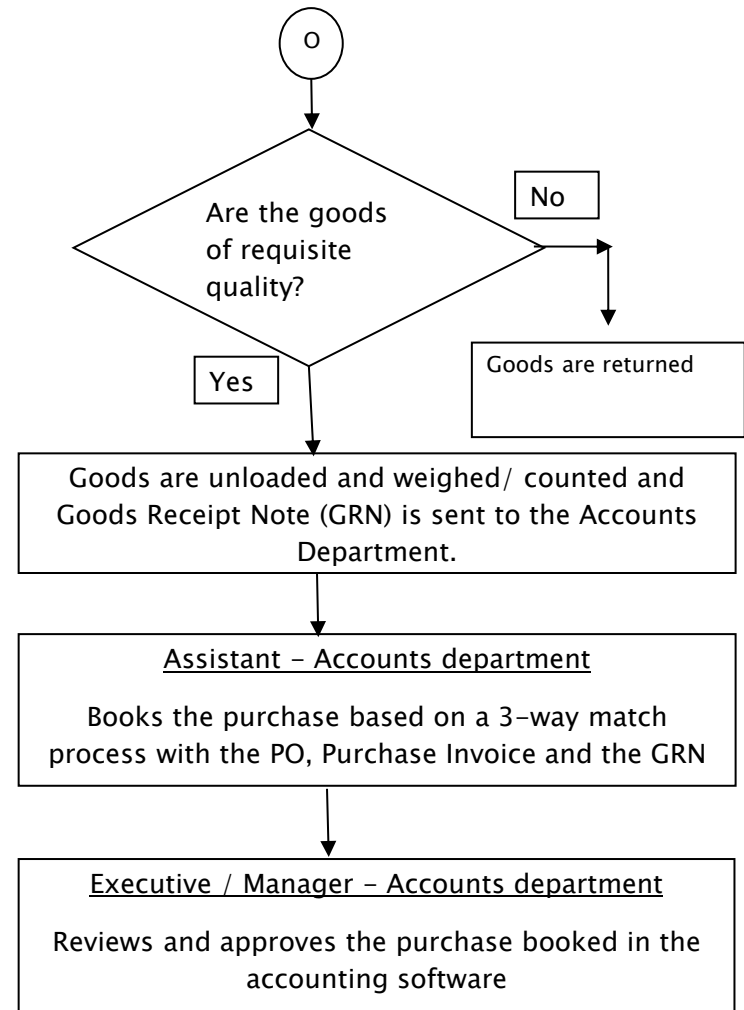 O
Are the goods
of requisite
quality?
No
Yes
Goods are returned
Goods are unloaded and weighed/ counted and
Goods Receipt Note (GRN) is sent to the Accounts
Department.
Assistant – Accounts department
Books the purchase based on a 3-way match
process with the PO, Purchase Invoice and the GRN
Executive / Manager – Accounts department
Reviews and approves the purchase booked in the
accounting software